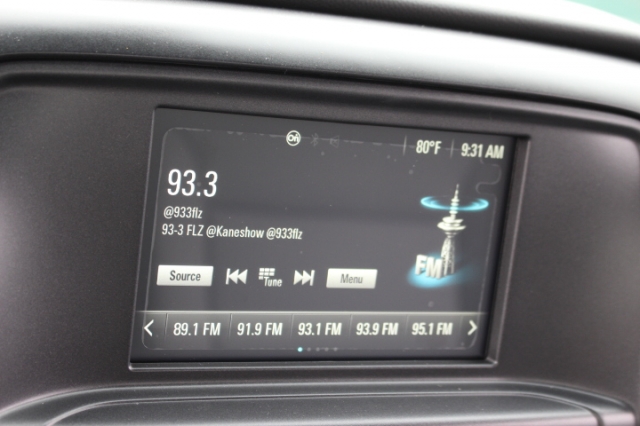 On 80°F 9:31 AM
93.3
@933flz
93-3 FLZ @Kaneshow @933flz
FM
Source Tune Menu
89.1 FM 91.9 FM 93.1 FM 93.9 FM 95.1 FM